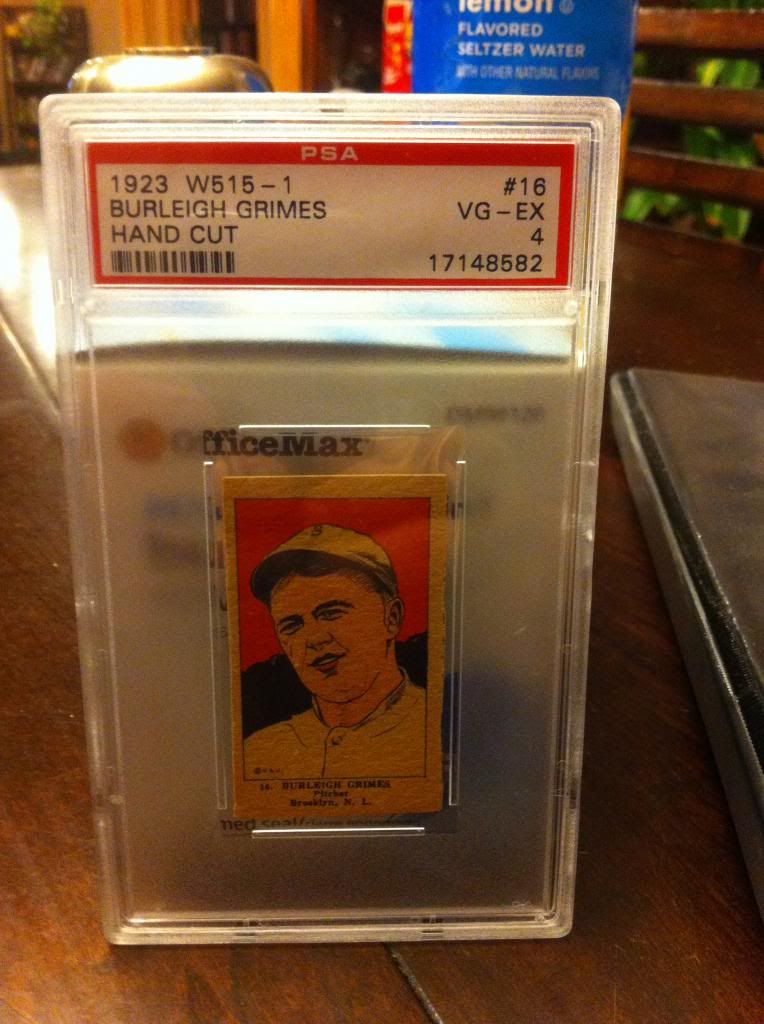 lemon
FLAVORED
SELTZER WATER
WITH OTHER NATURAL FLAVORS
PSA
1923 W515-1 #16
BURLEIGH GRIMES VG-EX
HAND CUT 4
17148582
fficeMax
B
16. BURLEIGH GRIMES
Pitcher
Brooklyn, N. L.